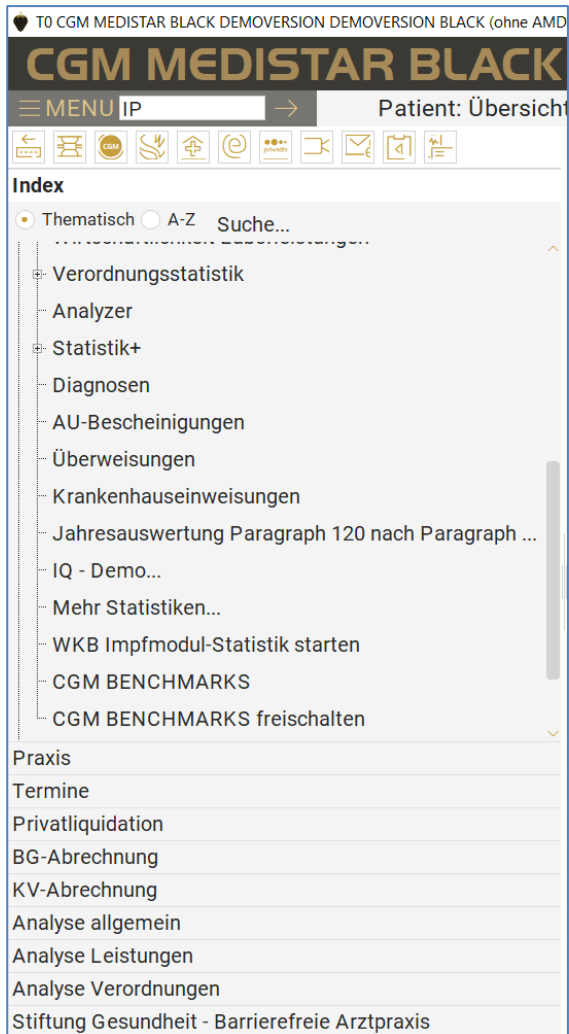 T0 CGM MEDISTAR BLACK DEMOVERSION DEMOVERSION BLACK (ohne AMD
CGM MEDISTAR BLACK
MENU IP Patient: Übersicht
CGM privadis
Index
Thematisch A-Z Suche...
Verordnungsstatistik
Analyzer
Statistik+
Diagnosen
AU-Bescheinigungen
Überweisungen
Krankenhauseinweisungen
Jahresauswertung Paragraph 120 nach Paragraph ...
IQ - Demo...
Mehr Statistiken...
WKB Impfmodul-Statistik starten
CGM BENCHMARKS
CGM BENCHMARKS freischalten
Praxis
Termine
Privatliquidation
BG-Abrechnung
KV-Abrechnung
Analyse allgemein
Analyse Leistungen
Analyse Verordnungen
Stiftung Gesundheit - Barrierefreie Arztpraxis